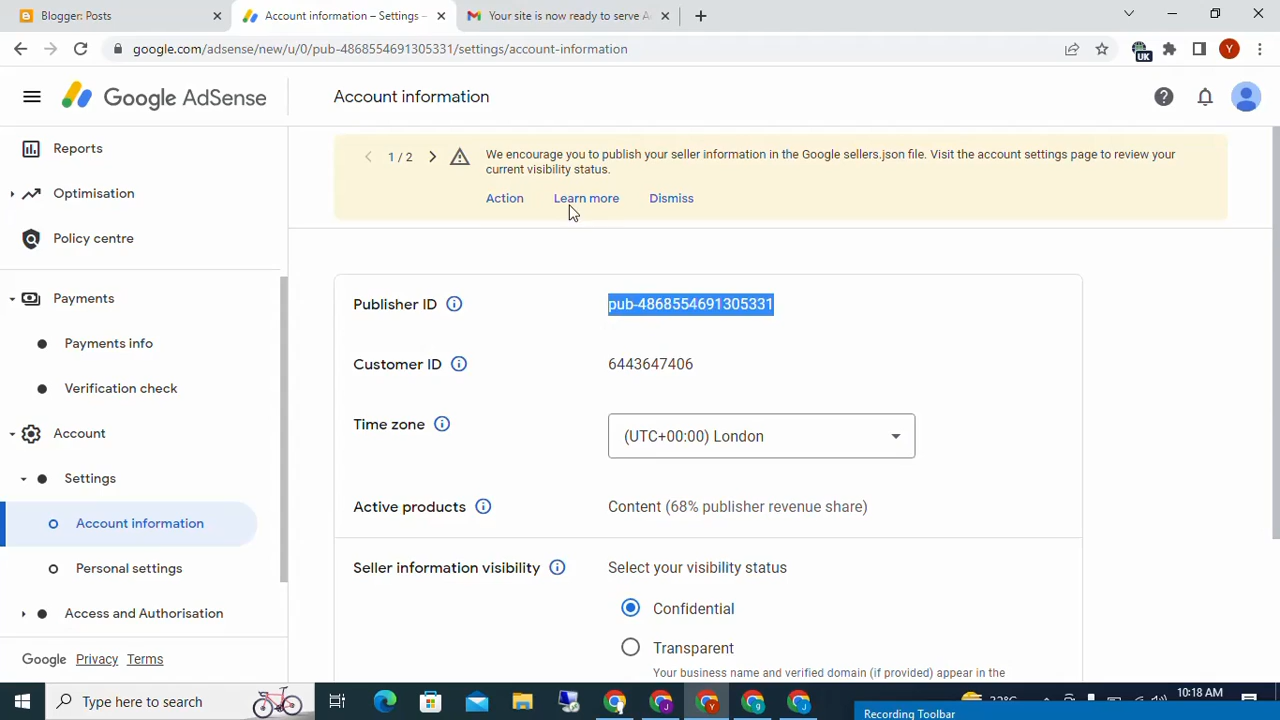 Blogger: Posts
Account information – Settings –
Your site is now ready to serve A
google.com/adsense/new/u/0/pub-4868554691305331/settings/account-information
UK
Y
Google AdSense
Account information
Reports
Optimisation
Policy centre
Payments
Payments info
Verification check
Account
Settings
Account information
Personal settings
Access and Authorisation
Google Privacy Terms
1 / 2
We encourage you to publish your seller information in the Google sellers.json file. Visit the account settings page to review your
current visibility status.
Action Learn more Dismiss
Publisher ID pub-4868554691305331
Customer ID 6443647406
Time zone (UTC+00:00) London
Active products Content (68% publisher revenue share)
Seller information visibility Select your visibility status
Confidential
Transparent
Your business name and verified domain (if provided) appear in the
Type here to search
10:18 AM
Recording Toolbar